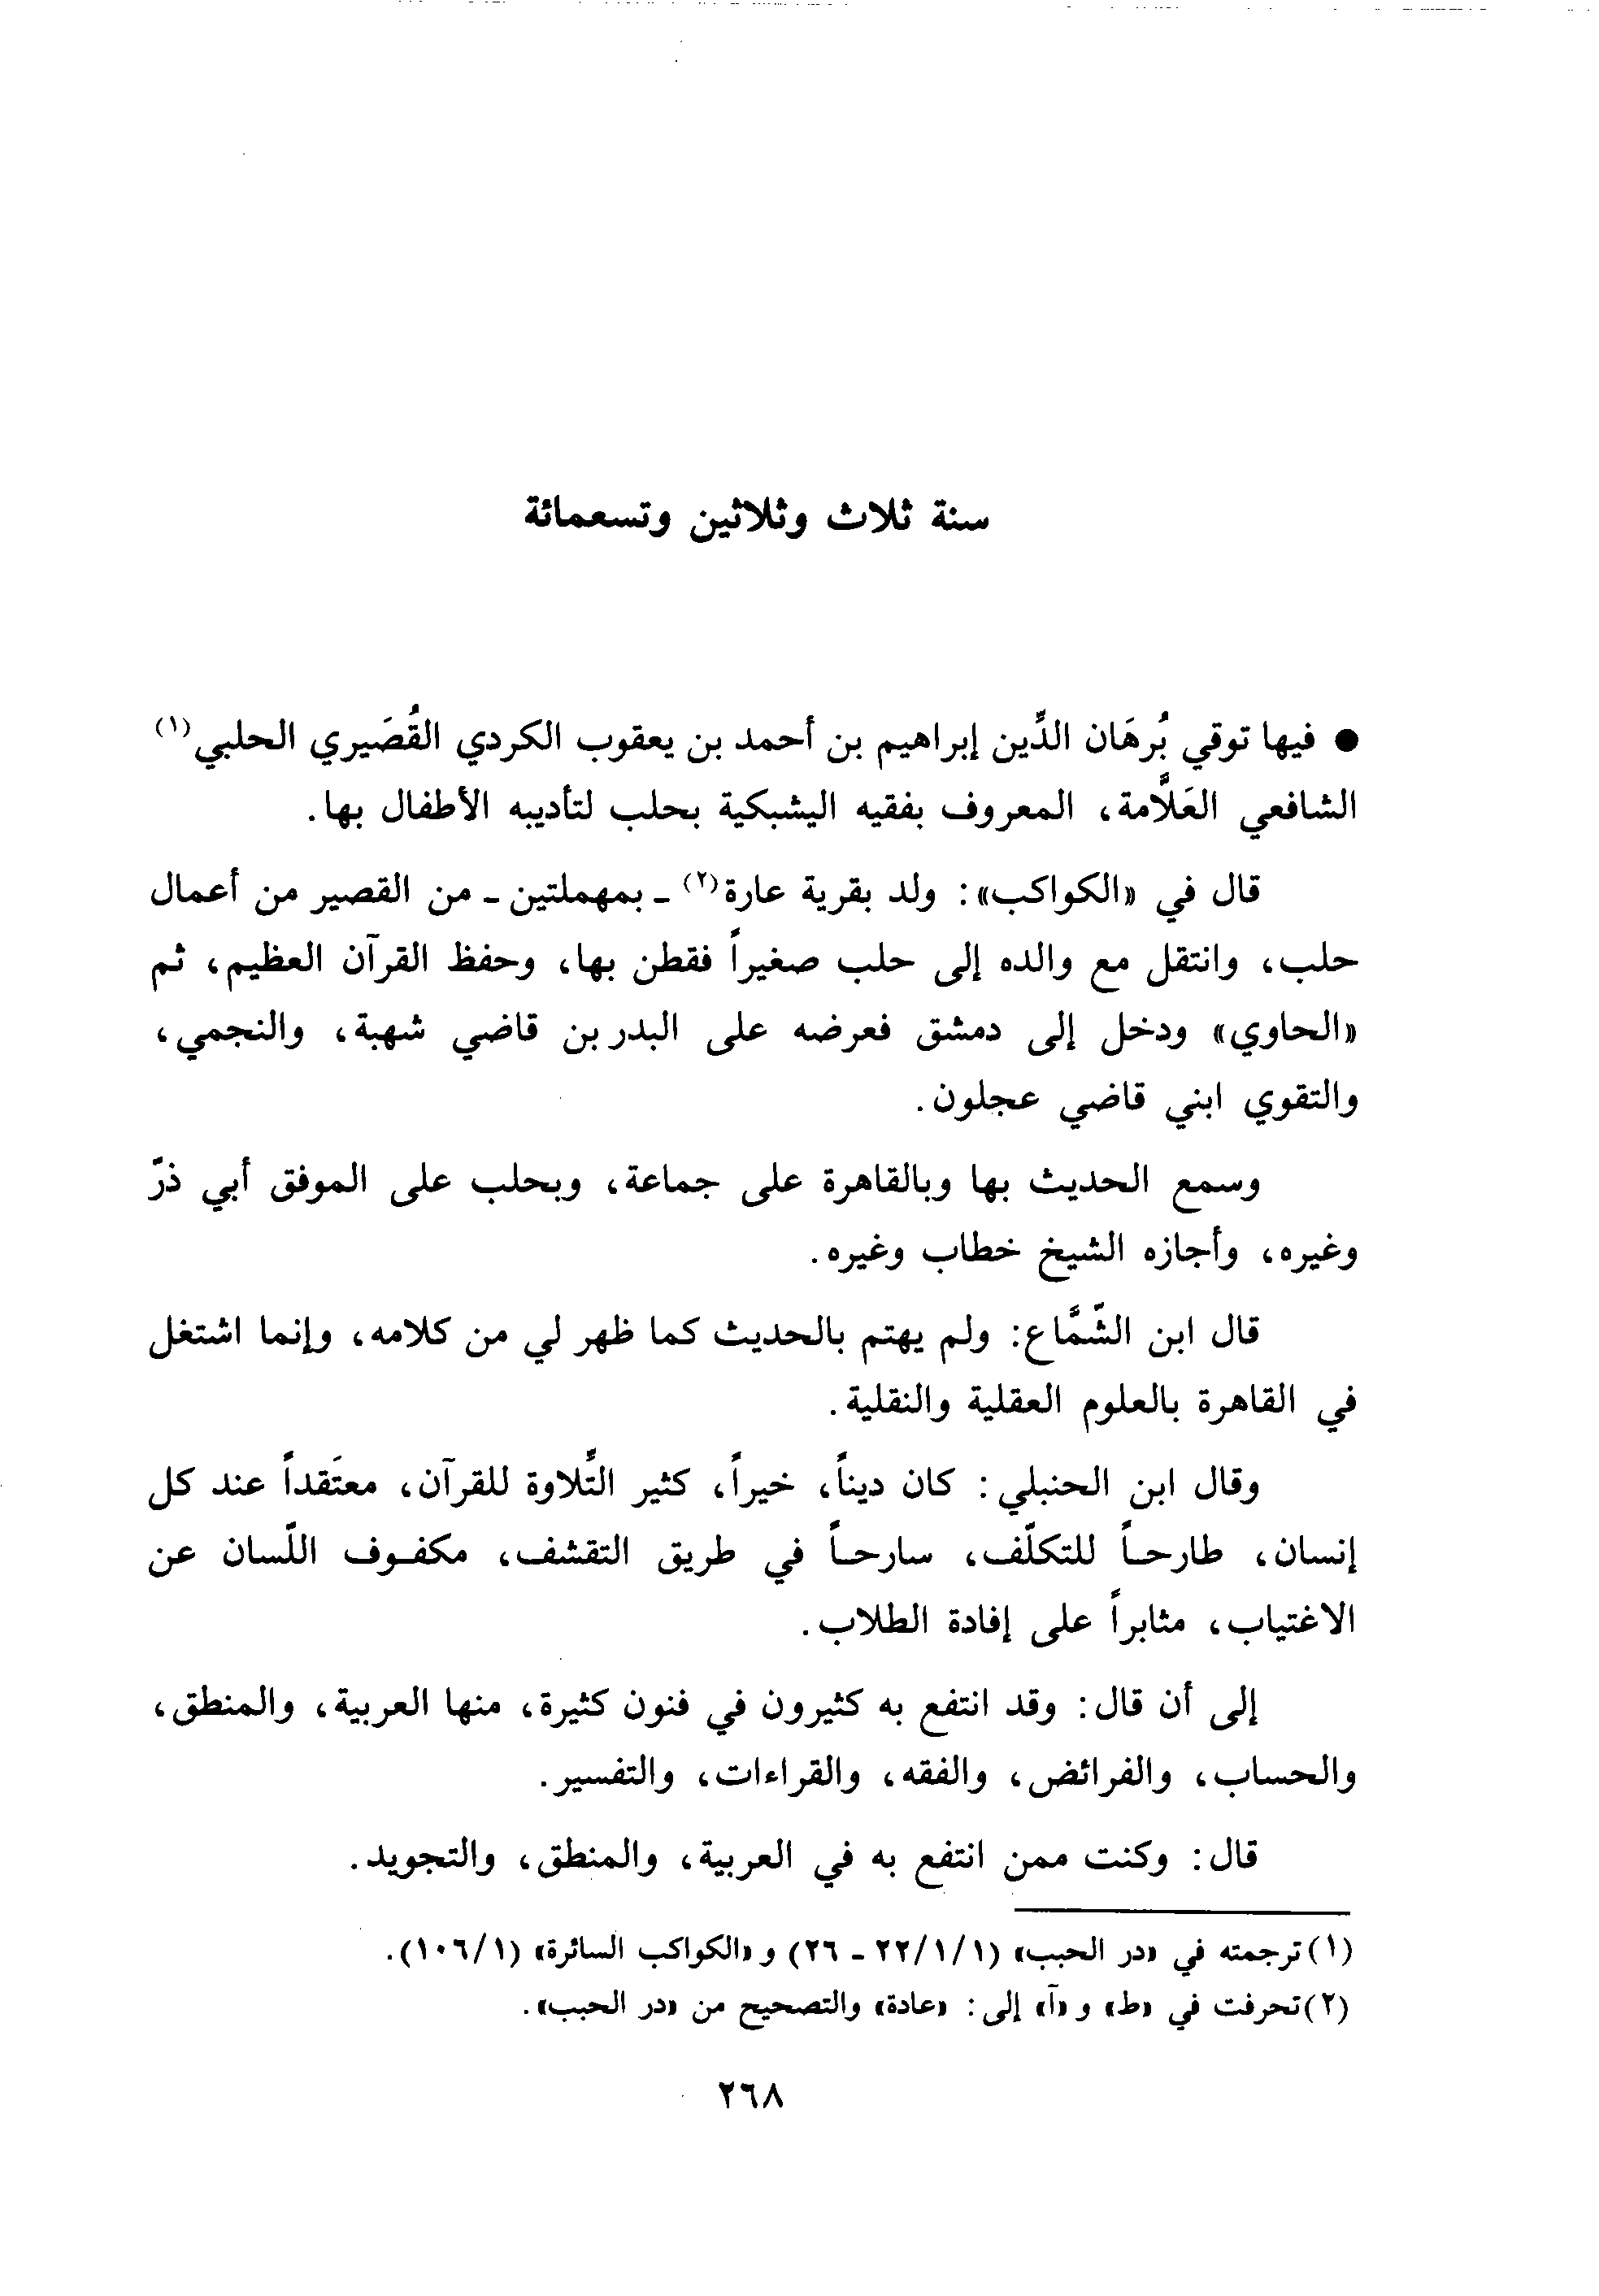 سنة ثلاث وثلاثين وتسعمائة
● فيها توقي بُرهَان الدِّين إبراهيم بن أحمد بن يعقوب الكردي القُصَيري الحلبي(١)
الشافعي العَلَّامة، المعروف بفقيه اليشبكية بحلب لتأديبه الأطفال بها.
قال في «الكواكب»: ولد بقرية عارة(٢) ـ بمهملتين ـ من القصير من أعمال
حلب، وانتقل مع والده إلى حلب صغيراً فقطن بها، وحفظ القرآن العظيم، ثم
«الحاوي» ودخل إلى دمشق فعرضه على البدر بن قاضي شهبة، والنجمي،
والتقوي ابني قاضي عجلون.
وسمع الحديث بها وبالقاهرة على جماعة، وبحلب على الموفق أبي ذرّ
وغيره، وأجازه الشيخ خطاب وغيره.
قال ابن الشَّمَّاع: ولم يهتم بالحديث كما ظهر لي من كلامه، وإنما اشتغل
في القاهرة بالعلوم العقلية والنقلية.
وقال ابن الحنبلي: كان ديناً، خيراً، كثير التِّلاوة للقرآن، معتَقداً عند كل
إنسان، طارحاً للتكلّف، سارحاً في طريق التقشف، مكفوف اللّسان عن
الاغتياب، مثابراً على إفادة الطلاب.
إلى أن قال: وقد انتفع به كثيرون في فنون كثيرة، منها العربية، والمنطق،
والحساب، والفرائض، والفقه، والقراءات، والتفسير.
قال: وكنت ممن انتفع به في العربية، والمنطق، والتجويد.
(١) ترجمته في «در الحبب» (٢٢/١/١ ـ ٢٦) و «الكواكب السائرة» (١٠٦/١).
(٢) تحرفت في «ط» و «آ» إلى: «عادة» والتصحيح من «در الحبب».
٢٦٨